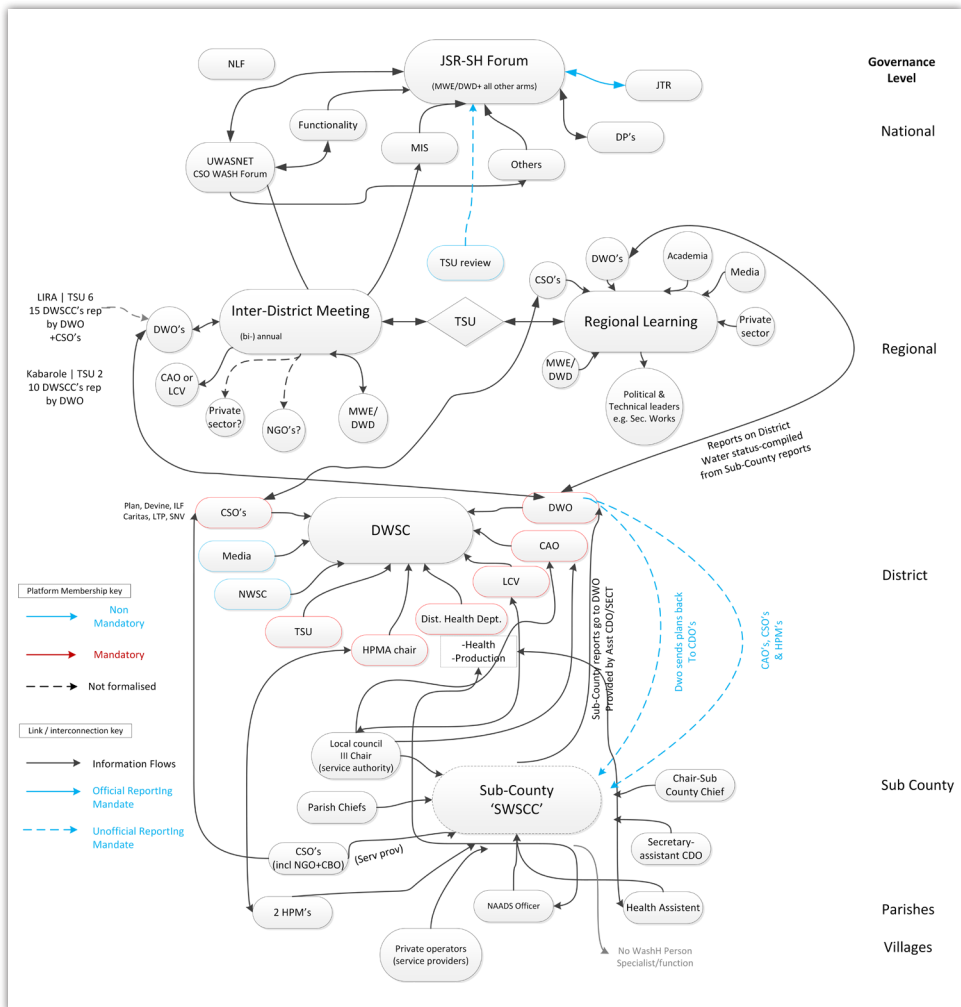 JSR-SH Forum
(MWE/DWD+ all other arms)
NLF
JTR
Governance
Level
Functionality
National
MIS
DP's
UWASNET
CSO WASH Forum
Others
TSU review
CSO's
DWO's
Academia
Media
LIRA | TSU 6
15 DWSCC's rep
by DWO
+CSO's
DWO's
Inter-District Meeting
(bi-) annual
TSU
Regional Learning
Private
sector
Regional
Kabarole | TSU 2
10 DWSCC's rep
by DWO
CAO or
LCV
Private
sector?
NGO's?
MWE/
DWD
MWE/
DWD
Political &
Technical leaders
e.g. Sec. Works
Reports on District
Water status-compiled
from Sub-County reports
Plan, Devine, ILF
Caritas, LTP, SNV
CSO's
DWSC
DWO
Media
CAO
District
NWSC
LCV
Platform Membership key
Non
Mandatory
Mandatory
Not formalised
TSU
Dist. Health Dept.
HPMA chair
-Health
-Production
Sub-County reports go to DWO
Provided by Asst CDO/SECT
Dwo sends plans back
To CDO's
CAO's, CSO's
& HPM's
Link / interconnection key
Information Flows
Official ReportIng
Mandate
Unofficial ReportIng
Mandate
Local council
III Chair
(service authority)
Sub-County
'SWSCC'
Chair-Sub
County Chief
Sub County
Parish Chiefs
Secretary-
assistant CDO
CSO's
(incl NGO+CBO)
(Serv prov)
2 HPM's
NAADS Officer
Health Assistent
Parishes
Private operators
(service providers)
No WashH Person
Specialist/function
Villages